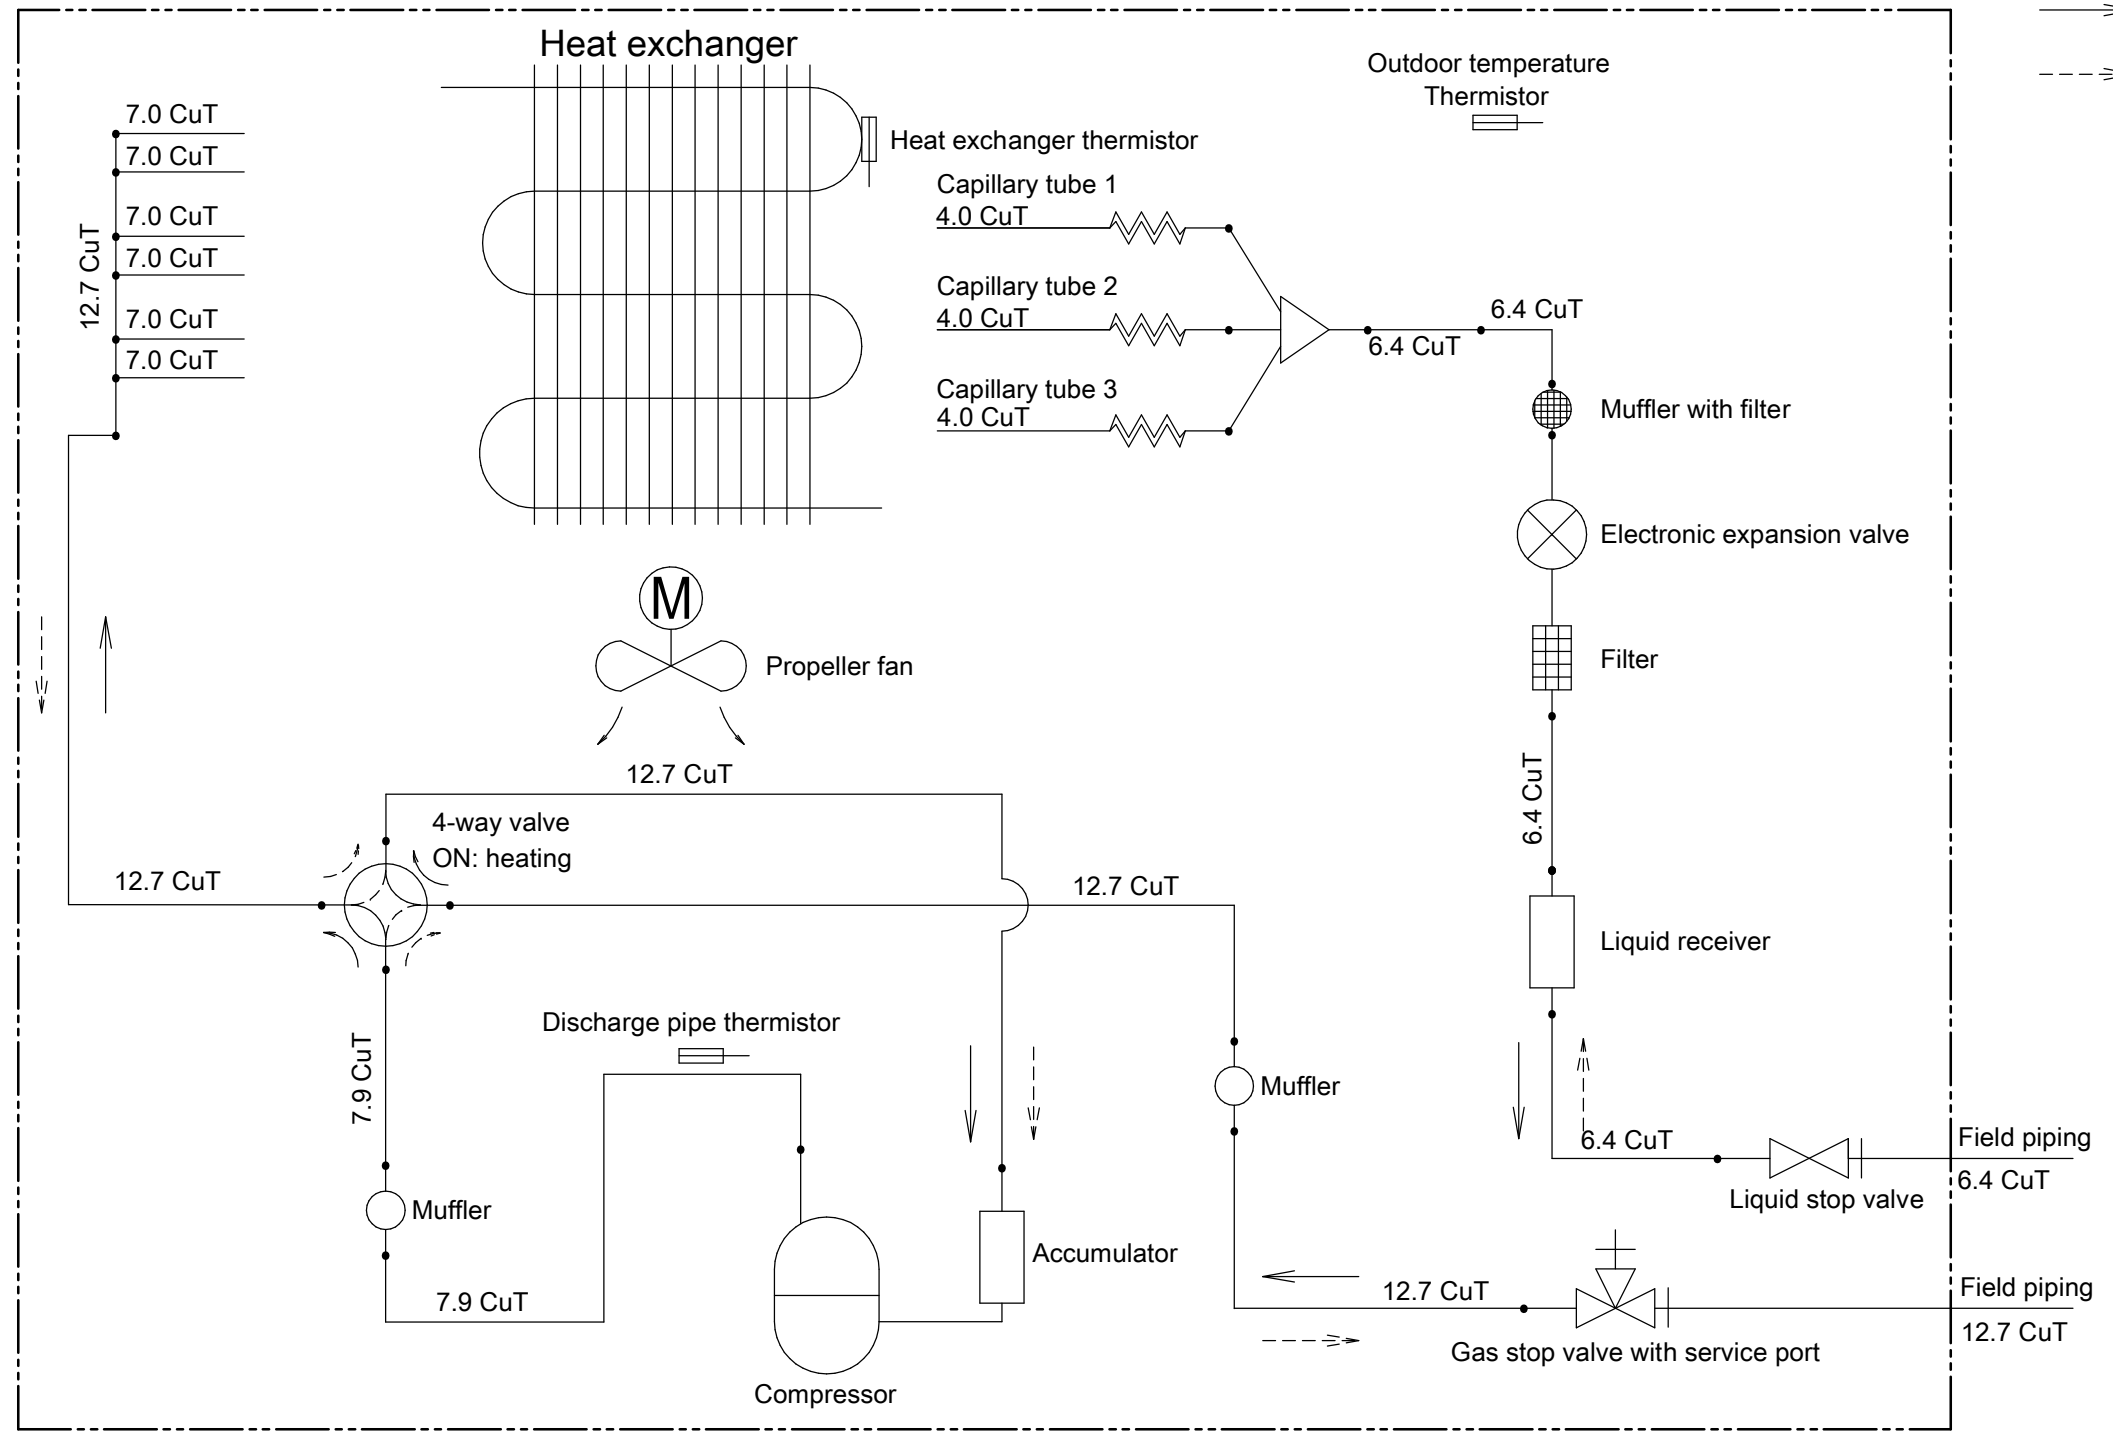 Heat exchanger
Outdoor temperature
Thermistor
7.0 CuT
7.0 CuT
7.0 CuT
7.0 CuT
7.0 CuT
7.0 CuT
12.7 CuT
Heat exchanger thermistor
Capillary tube 1
4.0 CuT
Capillary tube 2
4.0 CuT
Capillary tube 3
4.0 CuT
6.4 CuT
6.4 CuT
Muffler with filter
Electronic expansion valve
M
Propeller fan
Filter
12.7 CuT
4-way valve
ON: heating
12.7 CuT
12.7 CuT
6.4 CuT
Liquid receiver
Discharge pipe thermistor
7.9 CuT
Muffler
Muffler
7.9 CuT
Accumulator
Compressor
6.4 CuT
Liquid stop valve
Field piping
6.4 CuT
12.7 CuT
Gas stop valve with service port
Field piping
12.7 CuT